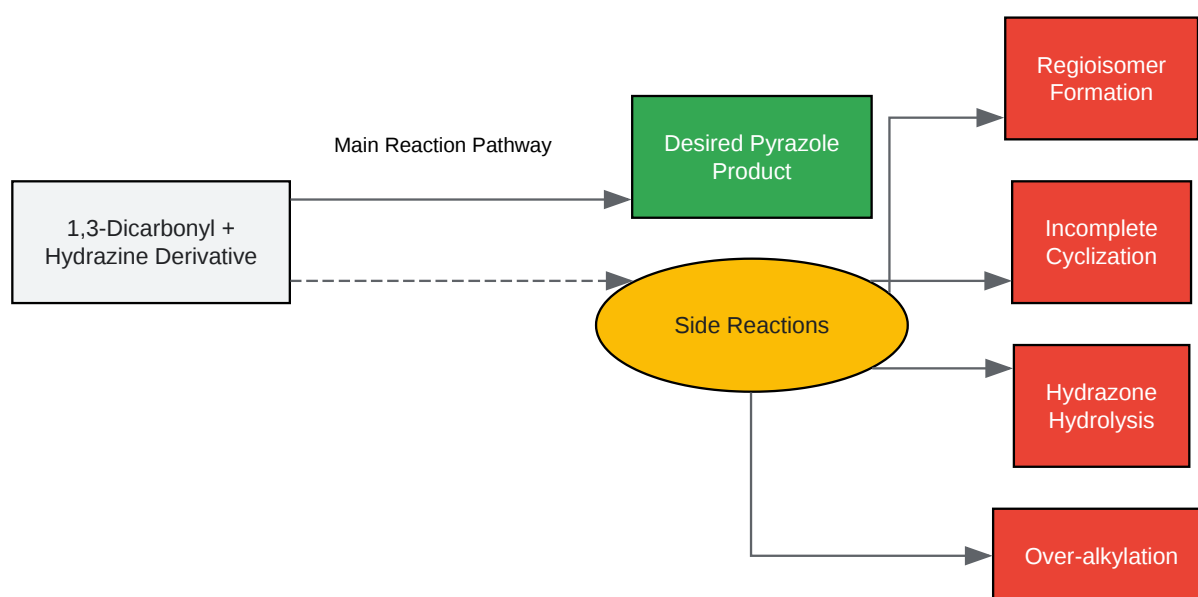 Regioisomer
Formation
Main Reaction Pathway
Desired Pyrazole
Product
1,3-Dicarbonyl +
Hydrazine Derivative
Incomplete
Cyclization
Side Reactions
Hydrazone
Hydrolysis
Over-alkylation